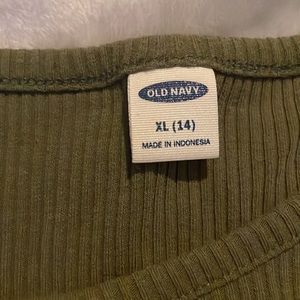 OLD NAVY
XL (14)
MADE IN INDONESIA